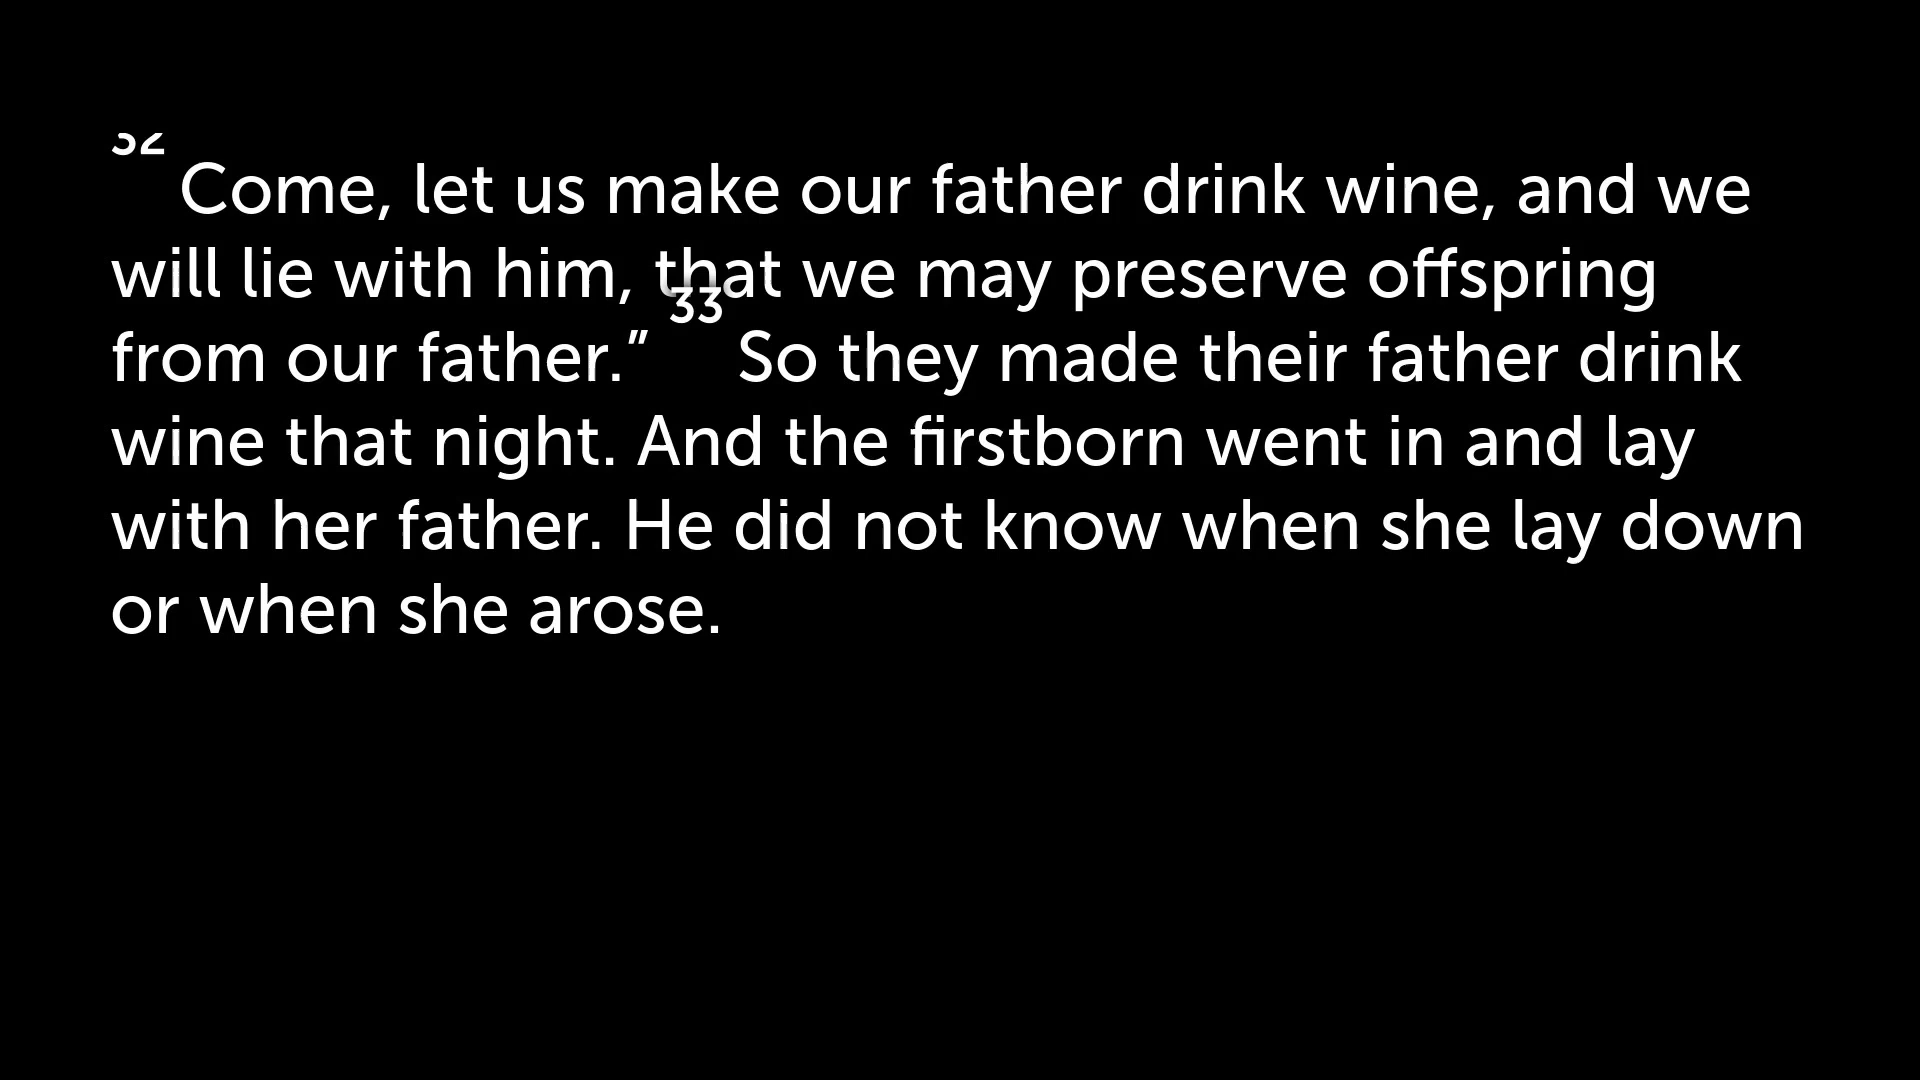 32 Come, let us make our father drink wine, and we
will lie with him, that we may preserve offspring
from our father.” 33 So they made their father drink
wine that night. And the firstborn went in and lay
with her father. He did not know when she lay down
or when she arose.